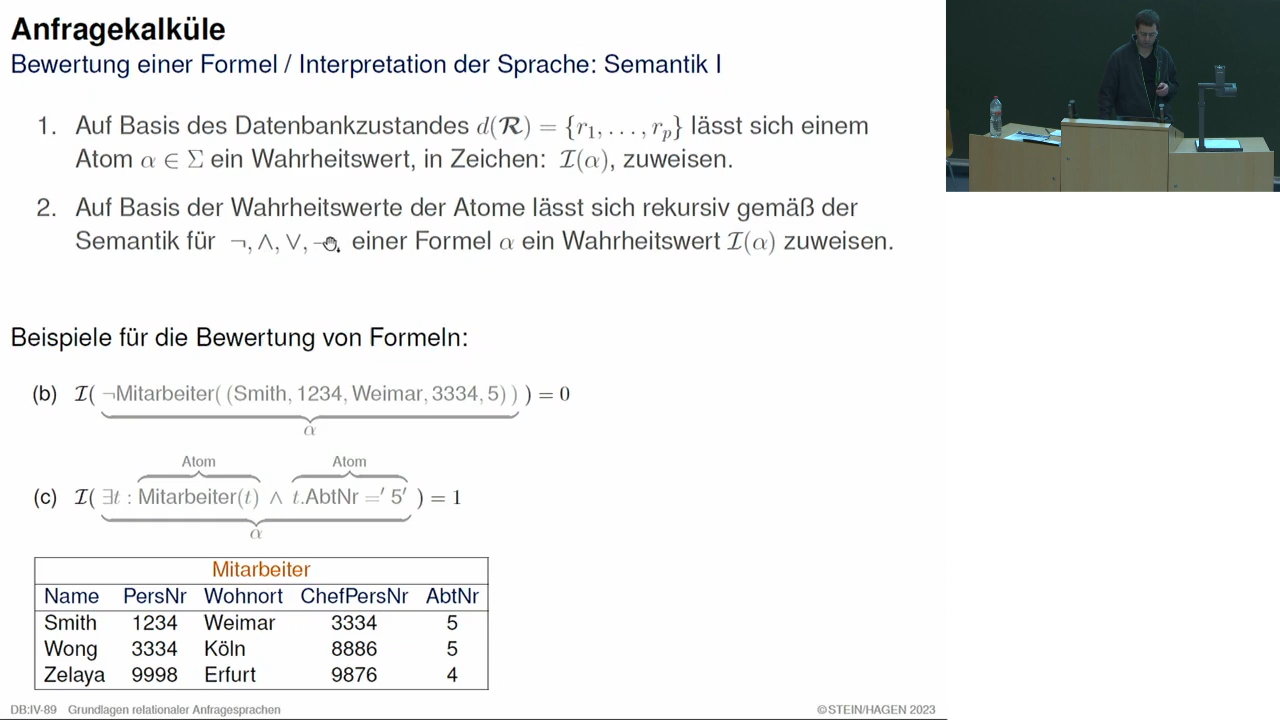 Anfragekalküle
Bewertung einer Formel / Interpretation der Sprache: Semantik I
1. Auf Basis des Datenbankzustandes d(𝓡) = {r₁, . . . , rₚ} lässt sich einem
Atom α ∈ Σ ein Wahrheitswert, in Zeichen: 𝓘(α), zuweisen.
2. Auf Basis der Wahrheitswerte der Atome lässt sich rekursiv gemäß der
Semantik für ¬, ∧, ∨, einer Formel α ein Wahrheitswert 𝓘(α) zuweisen.
Beispiele für die Bewertung von Formeln:
(b) 𝓘( ¬Mitarbeiter( (Smith, 1234, Weimar, 3334, 5) ) ) = 0
α
Atom Atom
(c) 𝓘( ∃t : Mitarbeiter(t) ∧ t.AbtNr =′ 5′ ) = 1
α
Mitarbeiter
Name PersNr Wohnort ChefPersNr AbtNr
Smith 1234 Weimar 3334 5
Wong 3334 Köln 8886 5
Zelaya 9998 Erfurt 9876 4
DB:IV-89 Grundlagen relationaler Anfragesprachen ©STEIN/HAGEN 2023